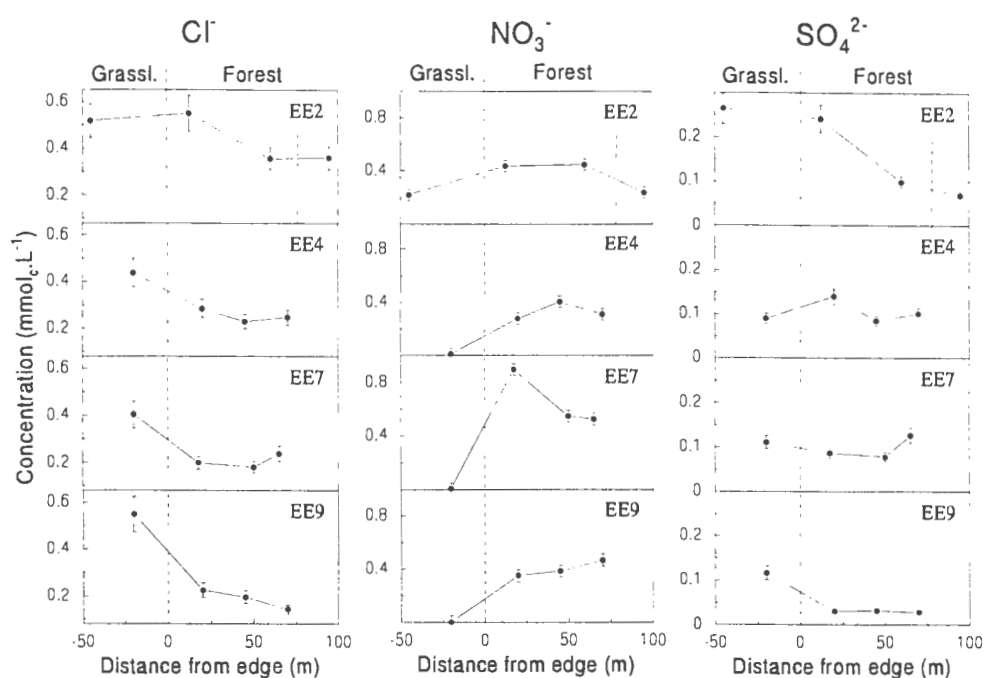 Cl⁻ NO₃⁻ SO₄²⁻
Grassl. Forest Grassl. Forest Grassl. Forest
Concentration (mmol_c.L⁻¹)
0.6 EE2 0.8 EE2 EE2
0.4 0.4 0.2
0.2 0.1
0
0.6 EE4 0.8 EE4 EE4
0.4 0.4 0.2
0.2 0.1
0
0.6 EE7 0.8 EE7 EE7
0.4 0.4 0.2
0.2 0.1
0
0.6 EE9 0.8 EE9 EE9
0.4 0.4 0.2
0.2 0.1
0
-50 0 50 100 -50 0 50 100 -50 0 50 100
Distance from edge (m) Distance from edge (m) Distance from edge (m)